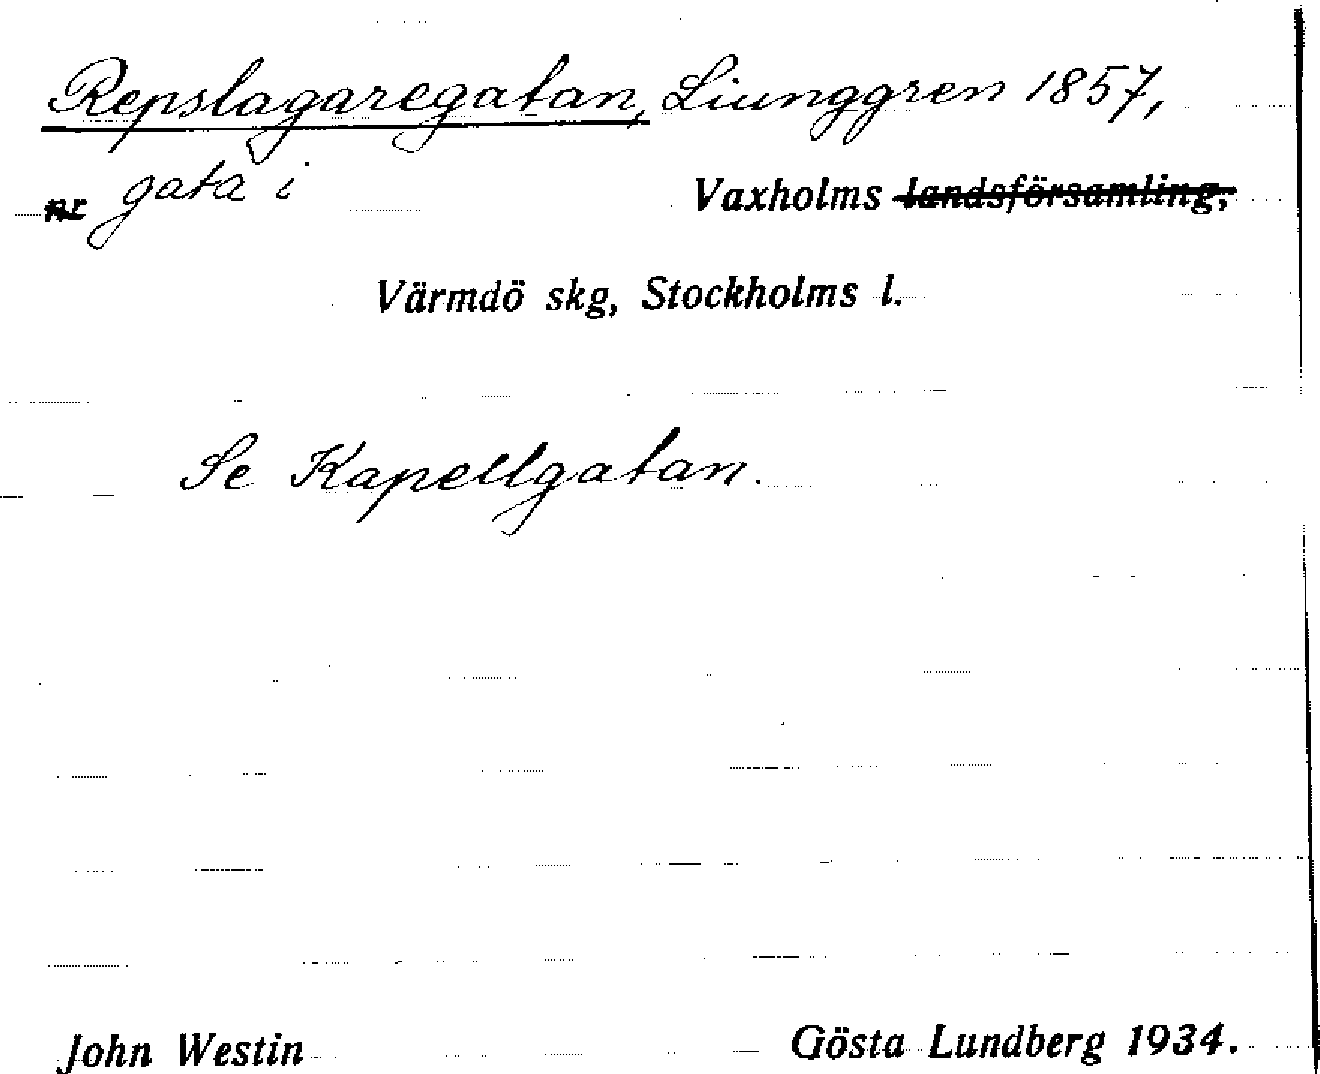 Repslagaregatan, Liunggren 1857,
nr gata i Vaxholms landsförsamling,
Värmdö skg, Stockholms l.
Se Kapellgatan.
John Westin Gösta Lundberg 1934.